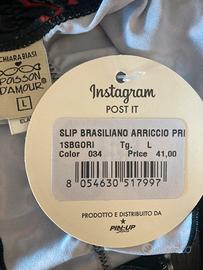 CHIARA BIASI
POISSON
D'AMOUR
L
Instagram
POST IT
SLIP BRASILIANO ARRICCIO PRI
1SBGORI Tg. L
Color 034 Price 41,00
8 054630 517997
PRODOTTO E DISTRIBUITO DA
PIN-UP